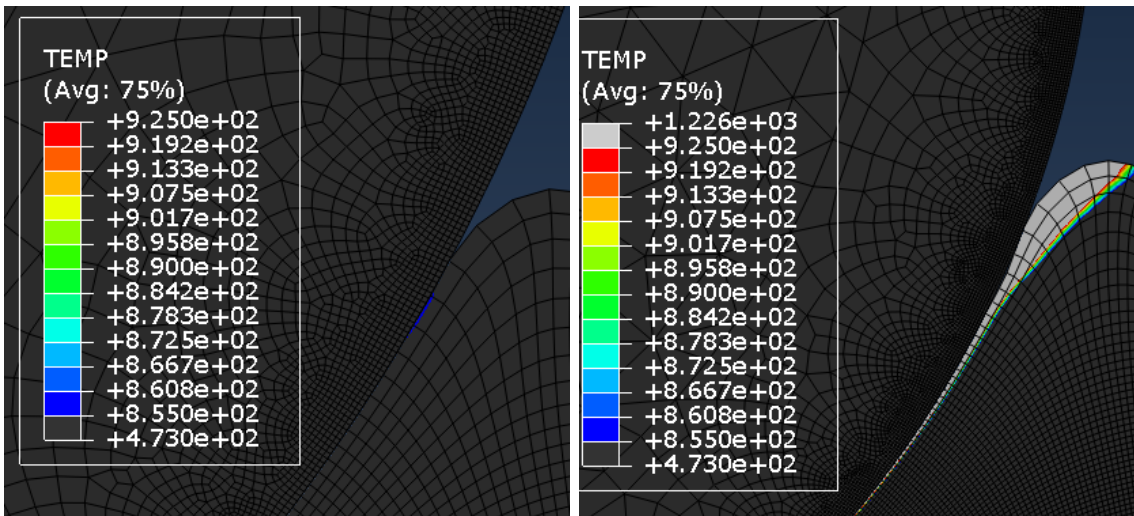 TEMP
(Avg: 75%)
+9.250e+02
+9.192e+02
+9.133e+02
+9.075e+02
+9.017e+02
+8.958e+02
+8.900e+02
+8.842e+02
+8.783e+02
+8.725e+02
+8.667e+02
+8.608e+02
+8.550e+02
+4.730e+02
TEMP
(Avg: 75%)
+1.226e+03
+9.250e+02
+9.192e+02
+9.133e+02
+9.075e+02
+9.017e+02
+8.958e+02
+8.900e+02
+8.842e+02
+8.783e+02
+8.725e+02
+8.667e+02
+8.608e+02
+8.550e+02
+4.730e+02